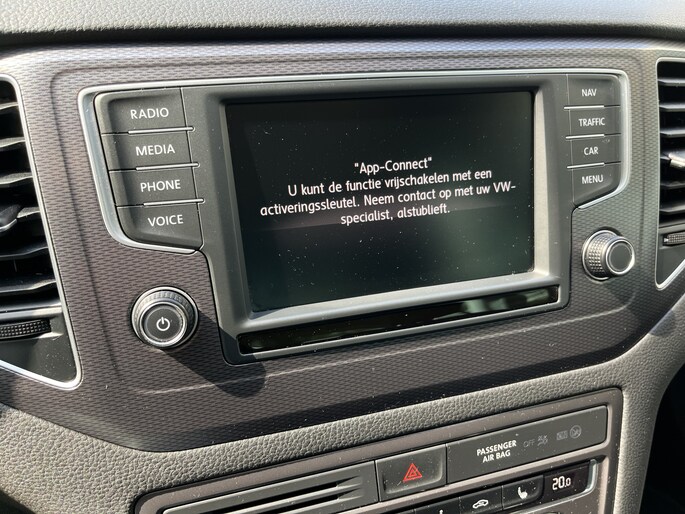 RADIO
MEDIA
PHONE
VOICE
"App-Connect"
U kunt de functie vrijschakelen met een
activeringssleutel. Neem contact op met uw VW-
specialist, alstublieft.
NAV
TRAFFIC
CAR
MENU
PASSENGER
AIR BAG
OFF
20.0